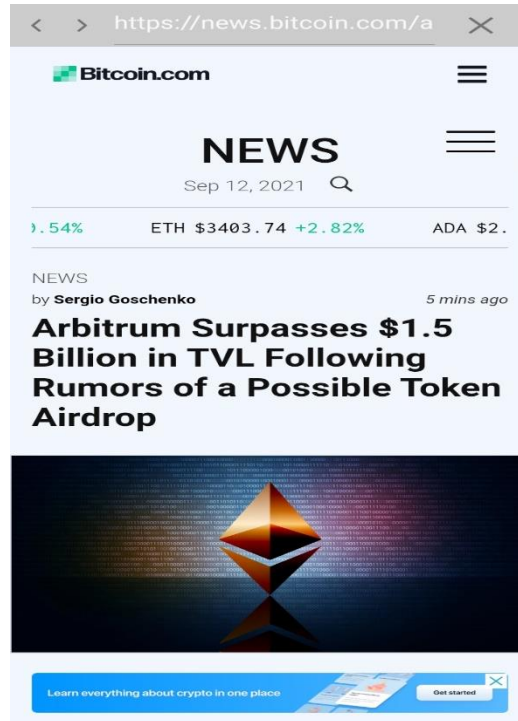 https://news.bitcoin.com/a
Bitcoin.com
NEWS
Sep 12, 2021
.54% ETH $3403.74 +2.82% ADA $2.
NEWS
by Sergio Goschenko 5 mins ago
Arbitrum Surpasses $1.5
Billion in TVL Following
Rumors of a Possible Token
Airdrop
Learn everything about crypto in one place Get started